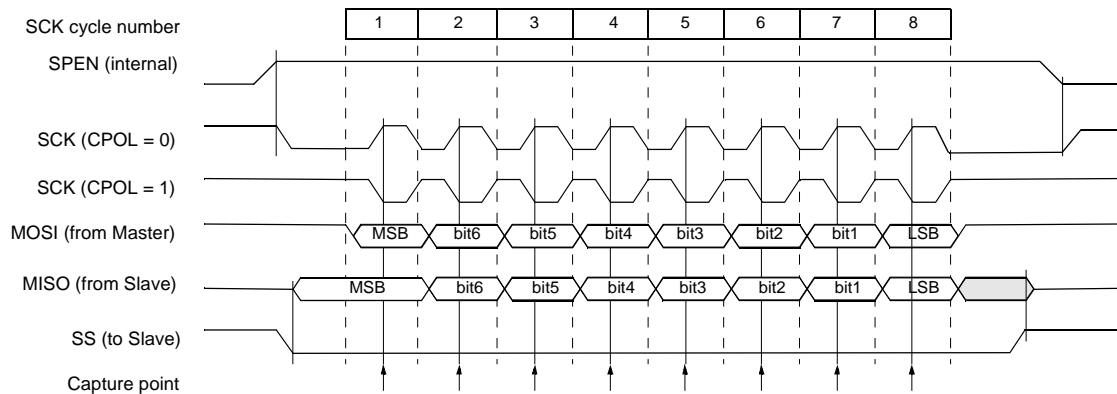 SCK cycle number 1 2 3 4 5 6 7 8
SPEN (internal)
SCK (CPOL = 0)
SCK (CPOL = 1)
MOSI (from Master) MSB bit6 bit5 bit4 bit3 bit2 bit1 LSB
MISO (from Slave) MSB bit6 bit5 bit4 bit3 bit2 bit1 LSB
SS (to Slave)
Capture point